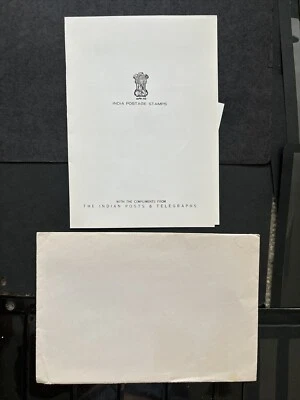 INDIA POSTAGE STAMPS
WITH THE COMPLIMENTS FROM
THE INDIAN POSTS & TELEGRAPHS